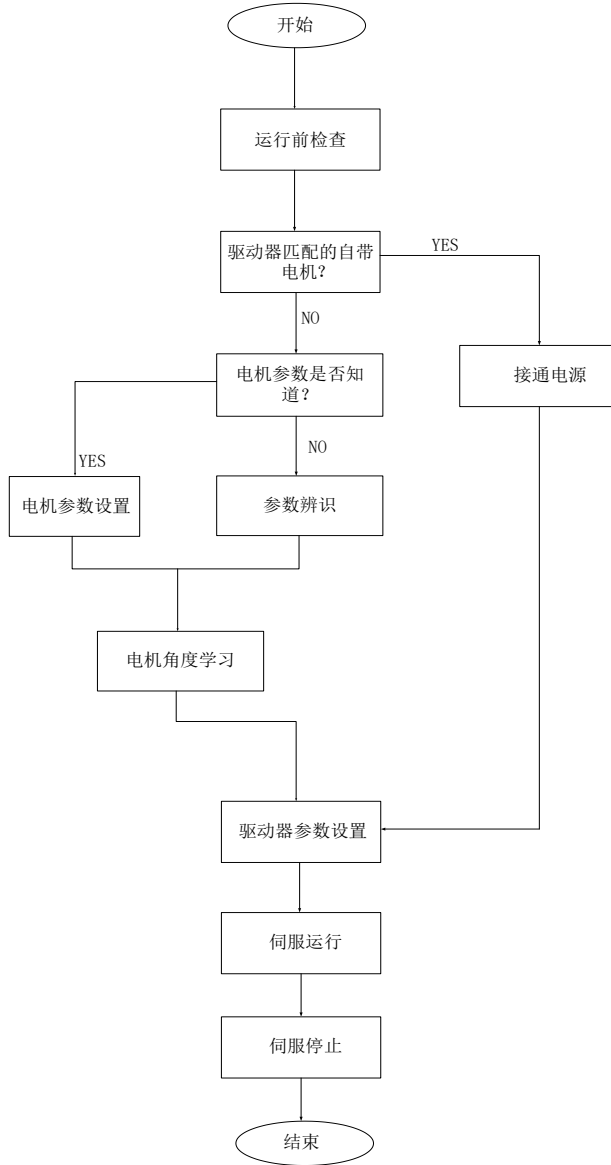 开始
运行前检查
驱动器匹配的自带
电机?
YES
NO
电机参数是否知
道?
接通电源
YES
NO
电机参数设置
参数辨识
电机角度学习
驱动器参数设置
伺服运行
伺服停止
结束